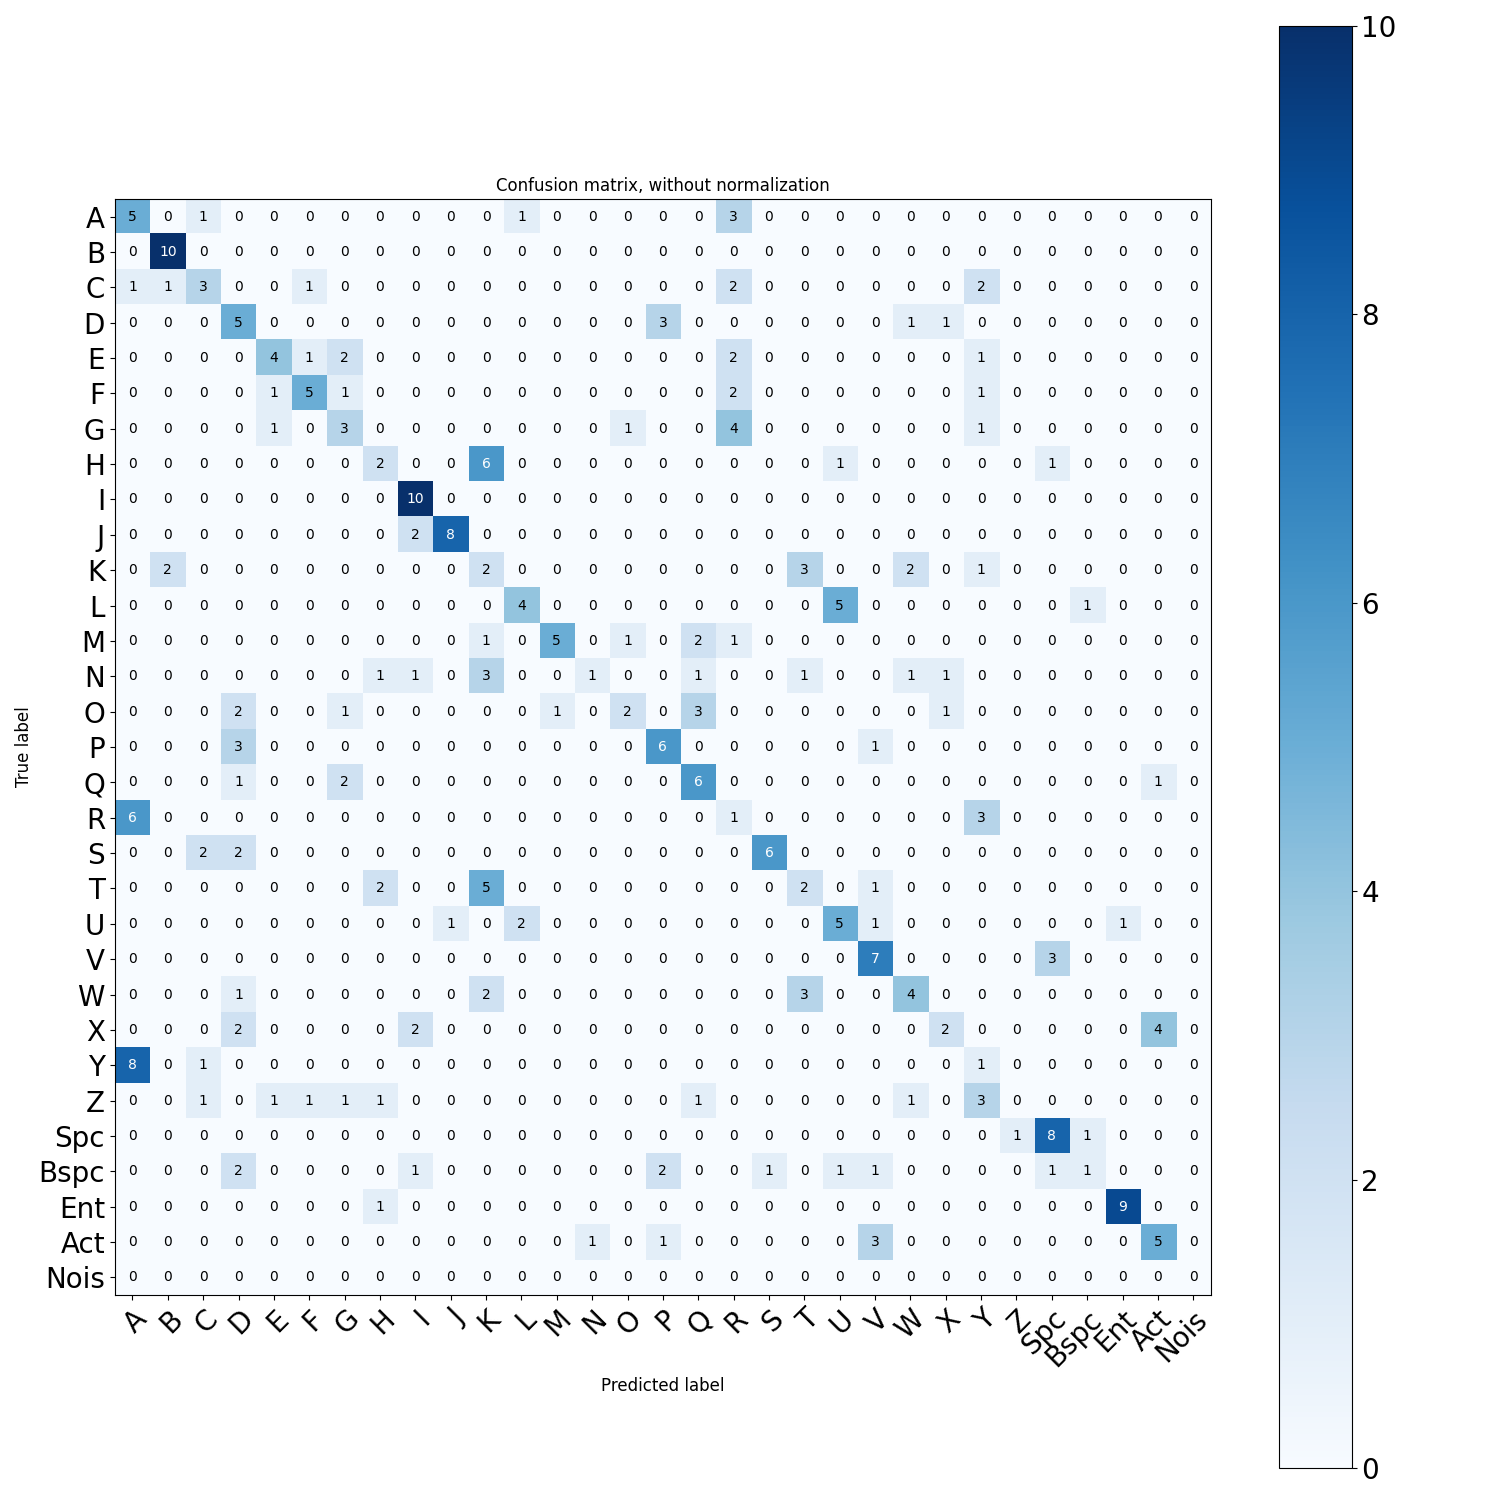 Confusion matrix, without normalization
A 5 0 1 0 0 0 0 0 0 0 0 1 0 0 0 0 0 3 0 0 0 0 0 0 0 0 0 0 0 0 0
B 0 10 0 0 0 0 0 0 0 0 0 0 0 0 0 0 0 0 0 0 0 0 0 0 0 0 0 0 0 0 0
C 1 1 3 0 0 1 0 0 0 0 0 0 0 0 0 0 0 2 0 0 0 0 0 0 2 0 0 0 0 0 0
D 0 0 0 5 0 0 0 0 0 0 0 0 0 0 0 3 0 0 0 0 0 0 1 1 0 0 0 0 0 0 0
E 0 0 0 0 4 1 2 0 0 0 0 0 0 0 0 0 0 2 0 0 0 0 0 0 1 0 0 0 0 0 0
F 0 0 0 0 1 5 1 0 0 0 0 0 0 0 0 0 0 2 0 0 0 0 0 0 1 0 0 0 0 0 0
G 0 0 0 0 1 0 3 0 0 0 0 0 0 0 1 0 0 4 0 0 0 0 0 0 1 0 0 0 0 0 0
H 0 0 0 0 0 0 0 2 0 0 6 0 0 0 0 0 0 0 0 0 1 0 0 0 0 0 1 0 0 0 0
I 0 0 0 0 0 0 0 0 10 0 0 0 0 0 0 0 0 0 0 0 0 0 0 0 0 0 0 0 0 0 0
J 0 0 0 0 0 0 0 0 2 8 0 0 0 0 0 0 0 0 0 0 0 0 0 0 0 0 0 0 0 0 0
K 0 2 0 0 0 0 0 0 0 0 2 0 0 0 0 0 0 0 0 3 0 0 2 0 1 0 0 0 0 0 0
L 0 0 0 0 0 0 0 0 0 0 0 4 0 0 0 0 0 0 0 0 5 0 0 0 0 0 0 1 0 0 0
M 0 0 0 0 0 0 0 0 0 0 1 0 5 0 1 0 2 1 0 0 0 0 0 0 0 0 0 0 0 0 0
N 0 0 0 0 0 0 0 1 1 0 3 0 0 1 0 0 1 0 0 1 0 0 1 1 0 0 0 0 0 0 0
O 0 0 0 2 0 0 1 0 0 0 0 0 1 0 2 0 3 0 0 0 0 0 0 1 0 0 0 0 0 0 0
P 0 0 0 3 0 0 0 0 0 0 0 0 0 0 0 6 0 0 0 0 0 1 0 0 0 0 0 0 0 0 0
Q 0 0 0 1 0 0 2 0 0 0 0 0 0 0 0 0 6 0 0 0 0 0 0 0 0 0 0 0 0 1 0
R 6 0 0 0 0 0 0 0 0 0 0 0 0 0 0 0 0 1 0 0 0 0 0 0 3 0 0 0 0 0 0
S 0 0 2 2 0 0 0 0 0 0 0 0 0 0 0 0 0 0 6 0 0 0 0 0 0 0 0 0 0 0 0
T 0 0 0 0 0 0 0 2 0 0 5 0 0 0 0 0 0 0 0 2 0 1 0 0 0 0 0 0 0 0 0
U 0 0 0 0 0 0 0 0 0 1 0 2 0 0 0 0 0 0 0 0 5 1 0 0 0 0 0 0 1 0 0
V 0 0 0 0 0 0 0 0 0 0 0 0 0 0 0 0 0 0 0 0 0 7 0 0 0 0 3 0 0 0 0
W 0 0 0 1 0 0 0 0 0 0 2 0 0 0 0 0 0 0 0 3 0 0 4 0 0 0 0 0 0 0 0
X 0 0 0 2 0 0 0 0 2 0 0 0 0 0 0 0 0 0 0 0 0 0 0 2 0 0 0 0 0 4 0
Y 8 0 1 0 0 0 0 0 0 0 0 0 0 0 0 0 0 0 0 0 0 0 0 0 1 0 0 0 0 0 0
Z 0 0 1 0 1 1 1 1 0 0 0 0 0 0 0 0 1 0 0 0 0 0 1 0 3 0 0 0 0 0 0
Spc 0 0 0 0 0 0 0 0 0 0 0 0 0 0 0 0 0 0 0 0 0 0 0 0 0 1 8 1 0 0 0
Bspc 0 0 0 2 0 0 0 0 1 0 0 0 0 0 0 2 0 0 1 0 1 1 0 0 0 0 1 1 0 0 0
Ent 0 0 0 0 0 0 0 1 0 0 0 0 0 0 0 0 0 0 0 0 0 0 0 0 0 0 0 0 9 0 0
Act 0 0 0 0 0 0 0 0 0 0 0 0 0 1 0 1 0 0 0 0 0 3 0 0 0 0 0 0 0 5 0
Nois 0 0 0 0 0 0 0 0 0 0 0 0 0 0 0 0 0 0 0 0 0 0 0 0 0 0 0 0 0 0 0
A B C D E F G H I J K L M N O P Q R S T U V W X Y Z Spc Bspc Ent Act Nois
Predicted label
True label
10
8
6
4
2
0